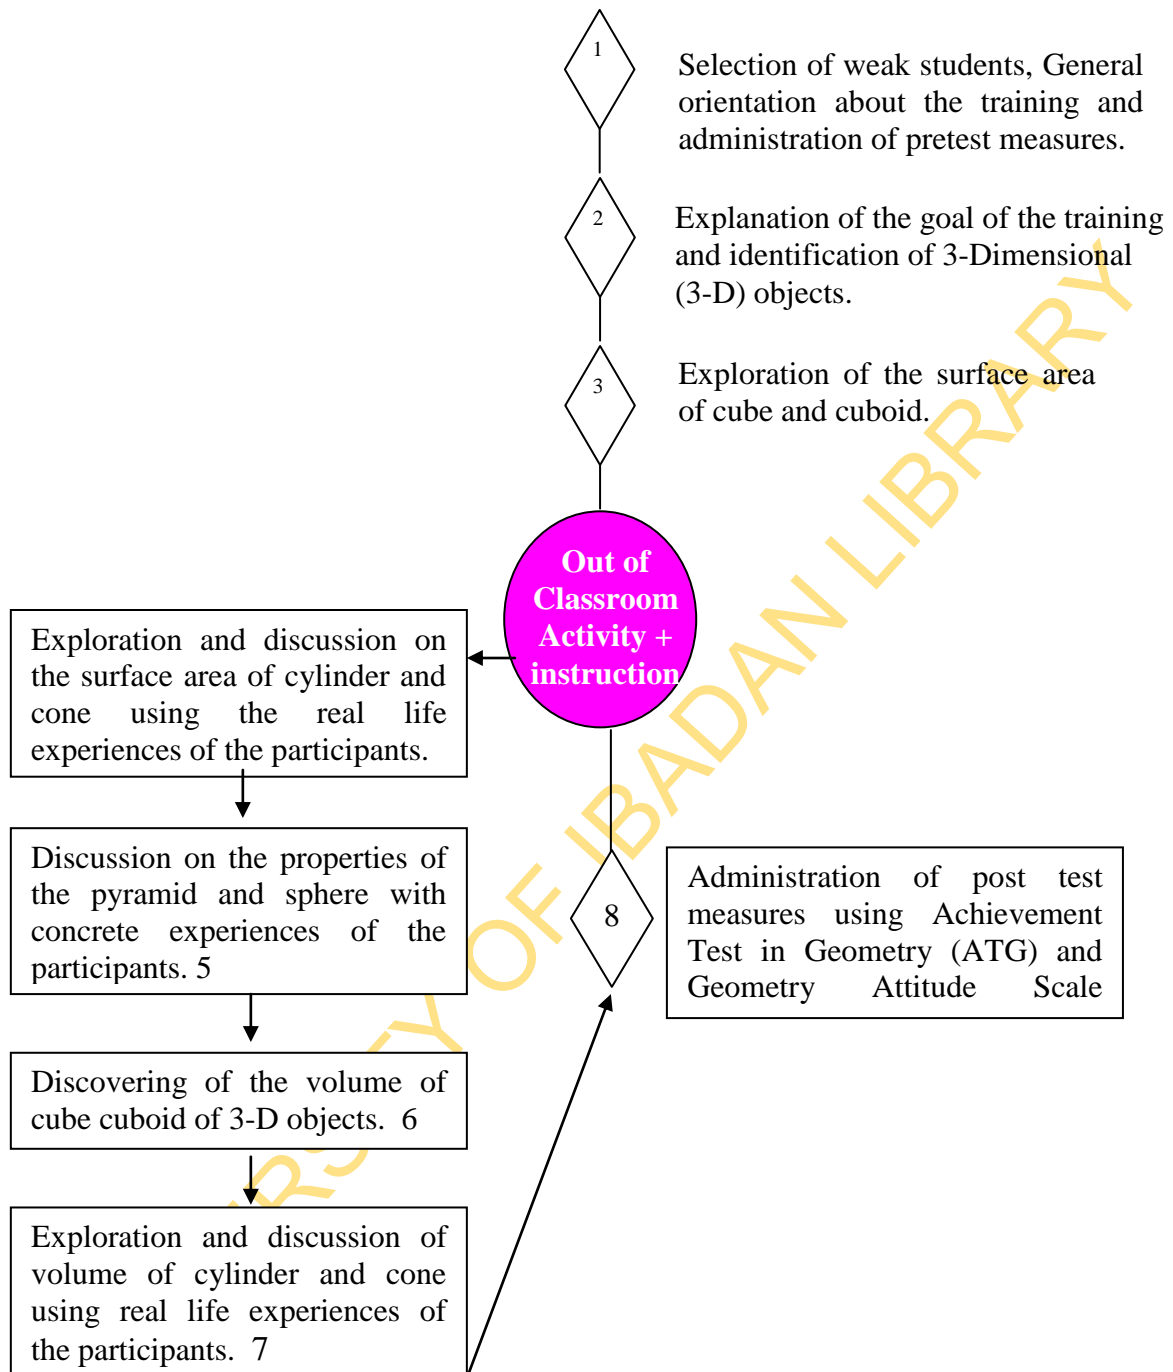 1
Selection of weak students, General
orientation about the training and
administration of pretest measures.
2
Explanation of the goal of the training
and identification of 3-Dimensional
(3-D) objects.
3
Exploration of the surface area
of cube and cuboid.
Out of
Classroom
Activity +
instruction
Exploration and discussion on
the surface area of cylinder and
cone using the real life
experiences of the participants.
Discussion on the properties of
the pyramid and sphere with
concrete experiences of the
participants. 5
Discovering of the volume of
cube cuboid of 3-D objects. 6
Exploration and discussion of
volume of cylinder and cone
using real life experiences of
the participants. 7
8
Administration of post test
measures using Achievement
Test in Geometry (ATG) and
Geometry Attitude Scale
OF IBADAN LIBRARY